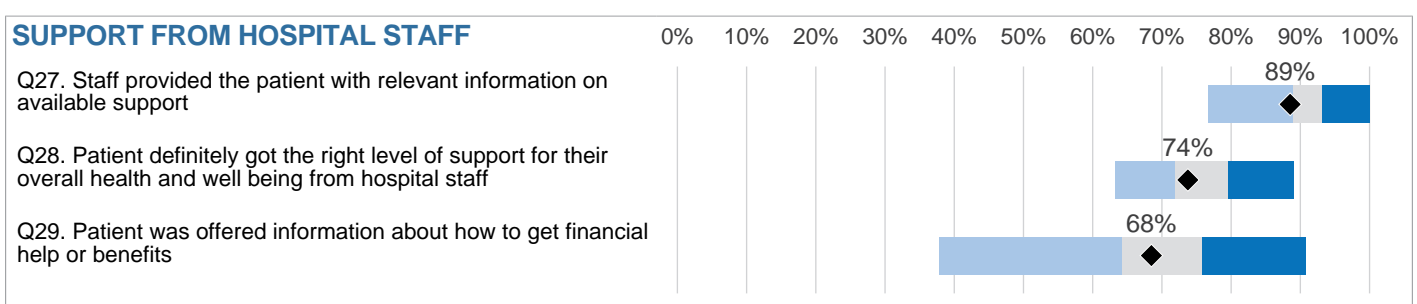 SUPPORT FROM HOSPITAL STAFF
0% 10% 20% 30% 40% 50% 60% 70% 80% 90% 100%
Q27. Staff provided the patient with relevant information on
available support
89%
Q28. Patient definitely got the right level of support for their
overall health and well being from hospital staff
74%
Q29. Patient was offered information about how to get financial
help or benefits
68%